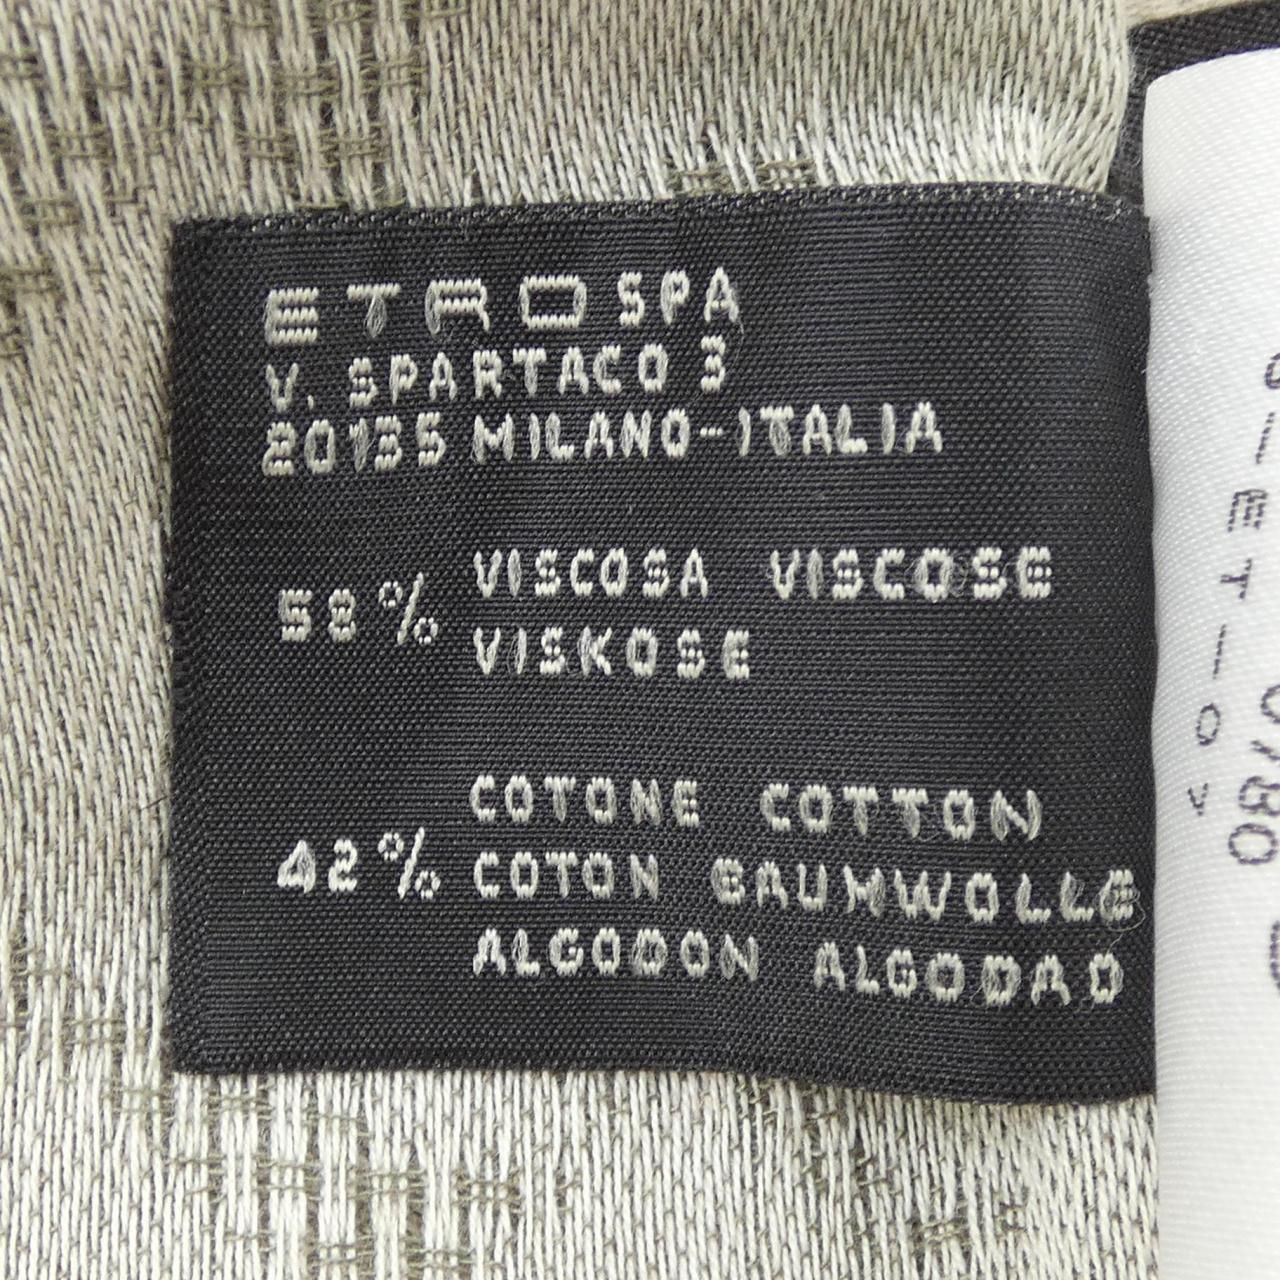 ETRO SPA
V. SPARTACO 3
20135 MILANO-ITALIA
58% VISCOSA VISCOSE
VISKOSE
42% COTONE COTTON
COTON BAUMWOLLE
ALGODON ALGODAO